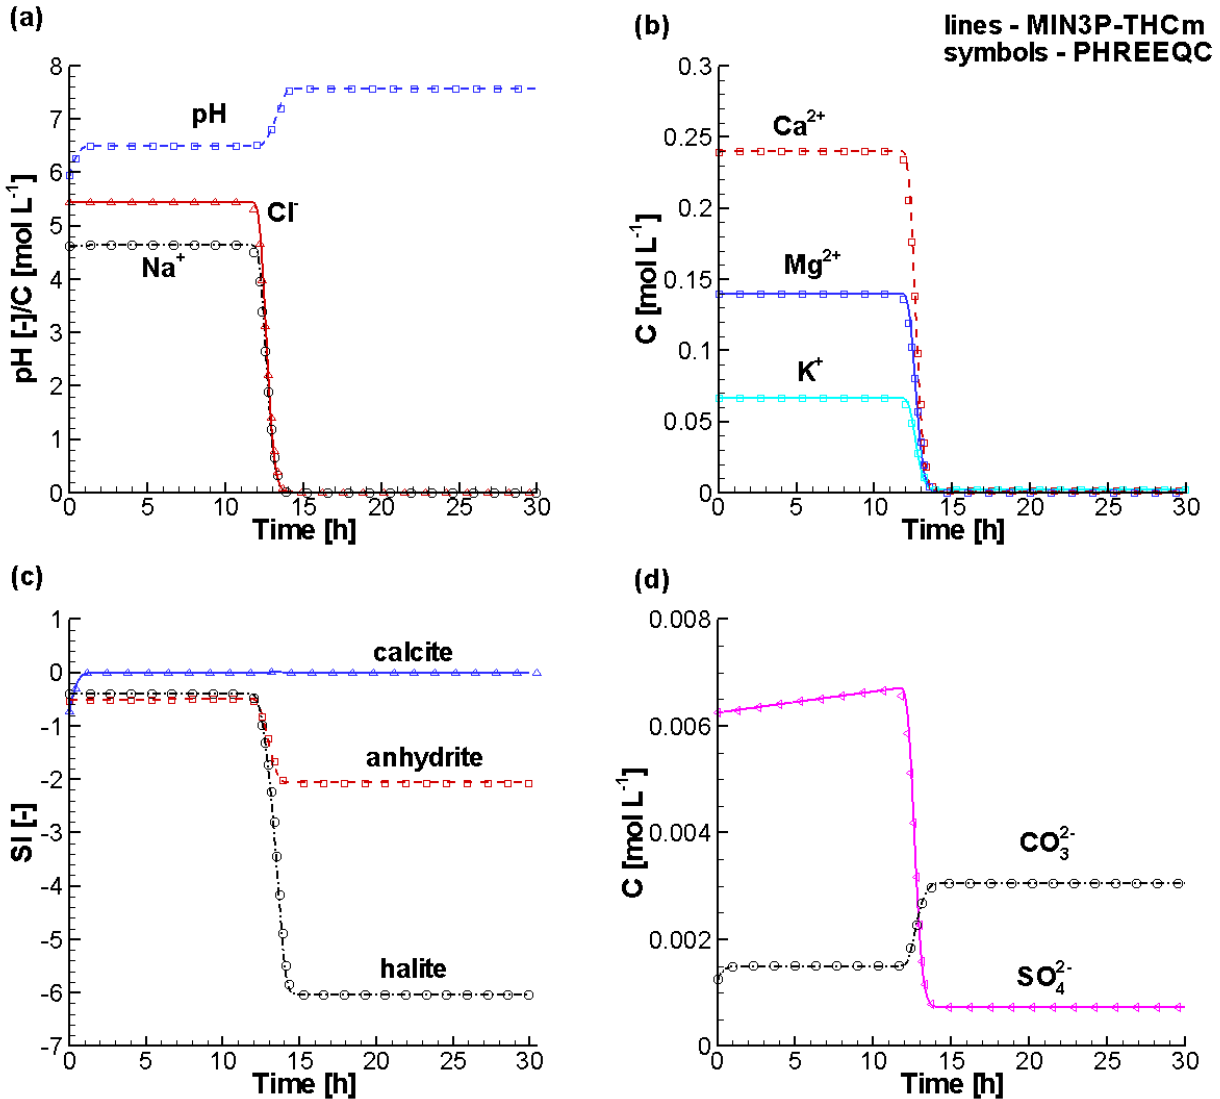 (a)
pH [-]/C [mol L-1]
8
7
6
5
4
3
2
1
0
pH
Cl-
Na+
0 5 10 15 20 25 30
Time [h]
(b)
lines - MIN3P-THCm
symbols - PHREEQC
C [mol L-1]
0.3
0.25
0.2
0.15
0.1
0.05
0
Ca2+
Mg2+
K+
0 5 10 15 20 25 30
Time [h]
(c)
SI [-]
1
0
-1
-2
-3
-4
-5
-6
-7
calcite
anhydrite
halite
0 5 10 15 20 25 30
Time [h]
(d)
C [mol L-1]
0.008
0.006
0.004
0.002
0
CO32-
SO42-
0 5 10 15 20 25 30
Time [h]